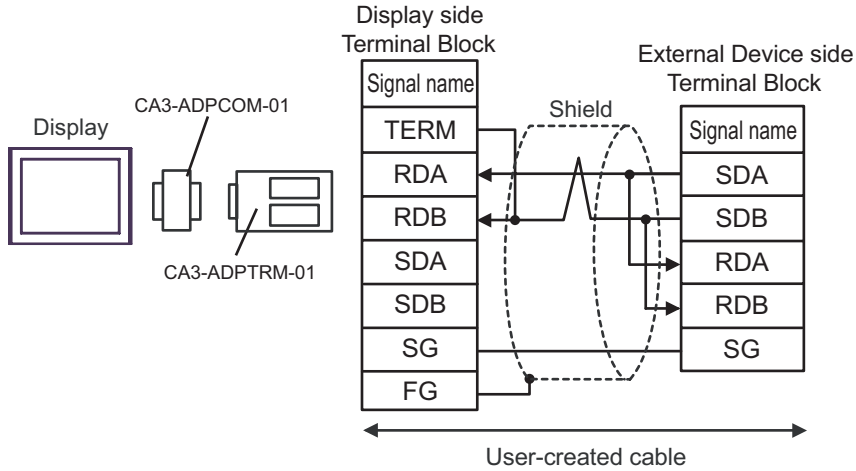 Display side
Terminal Block
External Device side
Terminal Block
Signal name
CA3-ADPCOM-01
Shield
Display
TERM
Signal name
RDA
SDA
RDB
SDB
CA3-ADPTRM-01
SDA
RDA
SDB
RDB
SG
SG
FG
User-created cable